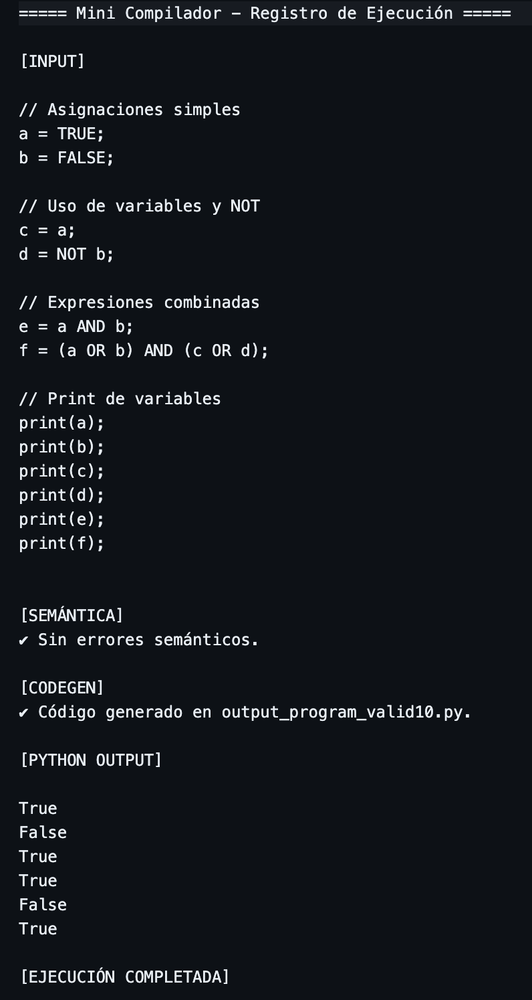 ===== Mini Compilador – Registro de Ejecución =====
[INPUT]
// Asignaciones simples
a = TRUE;
b = FALSE;
// Uso de variables y NOT
c = a;
d = NOT b;
// Expresiones combinadas
e = a AND b;
f = (a OR b) AND (c OR d);
// Print de variables
print(a);
print(b);
print(c);
print(d);
print(e);
print(f);
[SEMÁNTICA]
✔ Sin errores semánticos.
[CODEGEN]
✔ Código generado en output_program_valid10.py.
[PYTHON OUTPUT]
True
False
True
True
False
True
[EJECUCIÓN COMPLETADA]